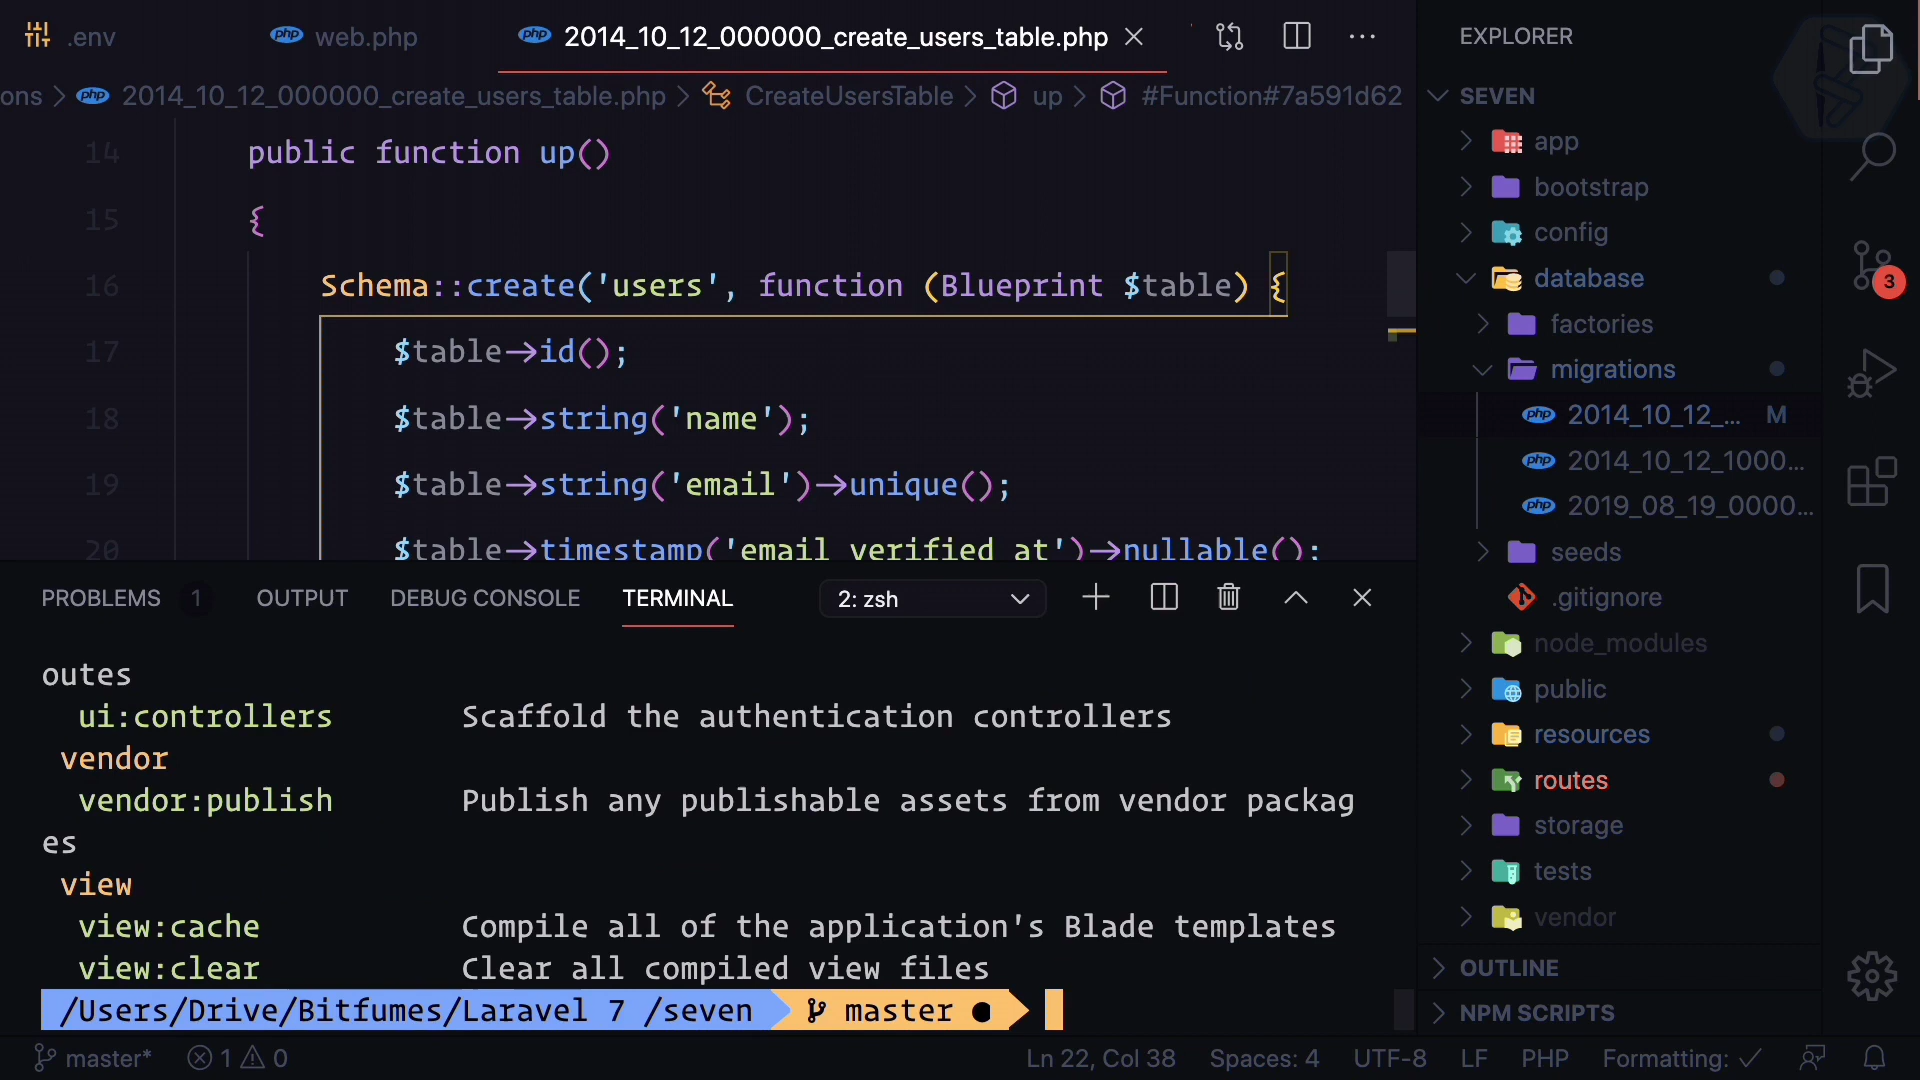 .env
web.php
2014_10_12_000000_create_users_table.php
ons > 2014_10_12_000000_create_users_table.php > CreateUsersTable > up > #Function#7a591d62
14 public function up()
15 {
16 Schema::create('users', function (Blueprint $table) {
17 $table->id();
18 $table->string('name');
19 $table->string('email')->unique();
20 $table->timestamp('email_verified_at')->nullable();
PROBLEMS 1 OUTPUT DEBUG CONSOLE TERMINAL 2: zsh
outes
ui:controllers Scaffold the authentication controllers
vendor
vendor:publish Publish any publishable assets from vendor packag
es
view
view:cache Compile all of the application's Blade templates
view:clear Clear all compiled view files
/Users/Drive/Bitfumes/Laravel 7 /seven master ●
EXPLORER
SEVEN
app
bootstrap
config
database
factories
migrations
2014_10_12_... M
2014_10_12_1000...
2019_08_19_0000...
seeds
.gitignore
node_modules
public
resources
routes
storage
tests
vendor
OUTLINE
NPM SCRIPTS
3
master* 1 0 Ln 22, Col 38 Spaces: 4 UTF-8 LF PHP Formatting: ✓